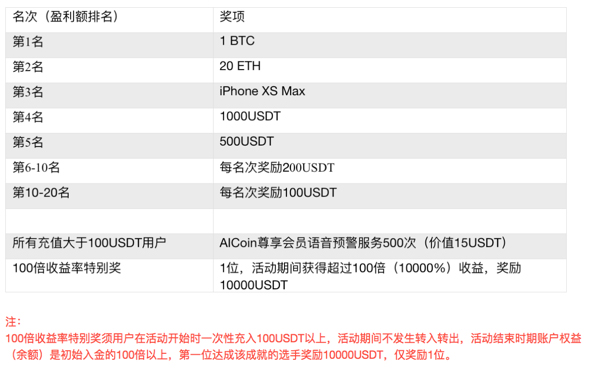 名次（盈利额排名） 奖项
第1名 1 BTC
第2名 20 ETH
第3名 iPhone XS Max
第4名 1000USDT
第5名 500USDT
第6-10名 每名次奖励200USDT
第10-20名 每名次奖励100USDT
所有充值大于100USDT用户 AICoin尊享会员语音预警服务500次（价值15USDT）
100倍收益率特别奖 1位，活动期间获得超过100倍（10000%）收益，奖励
10000USDT
注：
100倍收益率特别奖须用户在活动开始时一次性充入100USDT以上，活动期间不发生转入转出，活动结束时期账户权益
（余额）是初始入金的100倍以上，第一位达成该成就的选手奖励10000USDT，仅奖励1位。